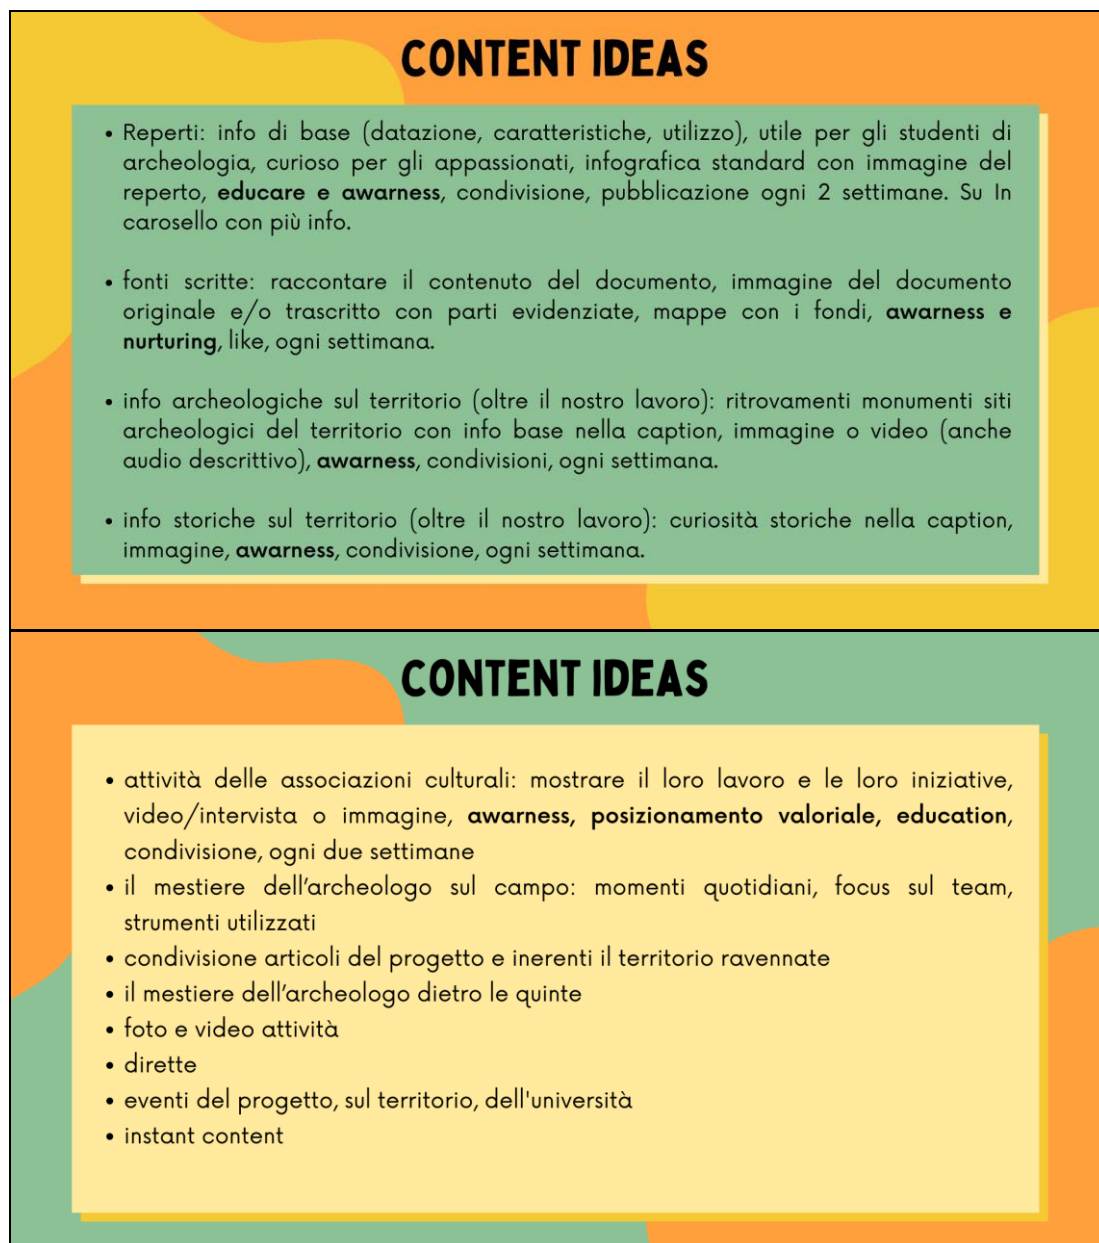 CONTENT IDEAS
• Reperti: info di base (datazione, caratteristiche, utilizzo), utile per gli studenti di
archeologia, curioso per gli appassionati, infografica standard con immagine del
reperto, educare e awarness, condivisione, pubblicazione ogni 2 settimane. Su In
carosello con più info.
• fonti scritte: raccontare il contenuto del documento, immagine del documento
originale e/o trascritto con parti evidenziate, mappe con i fondi, awarness e
nurturing, like, ogni settimana.
• info archeologiche sul territorio (oltre il nostro lavoro): ritrovamenti monumenti siti
archeologici del territorio con info base nella caption, immagine o video (anche
audio descrittivo), awarness, condivisioni, ogni settimana.
• info storiche sul territorio (oltre il nostro lavoro): curiosità storiche nella caption,
immagine, awarness, condivisione, ogni settimana.
CONTENT IDEAS
• attività delle associazioni culturali: mostrare il loro lavoro e le loro iniziative,
video/intervista o immagine, awarness, posizionamento valoriale, education,
condivisione, ogni due settimane
• il mestiere dell’archeologo sul campo: momenti quotidiani, focus sul team,
strumenti utilizzati
• condivisione articoli del progetto e inerenti il territorio ravennate
• il mestiere dell’archeologo dietro le quinte
• foto e video attività
• dirette
• eventi del progetto, sul territorio, dell'università
• instant content